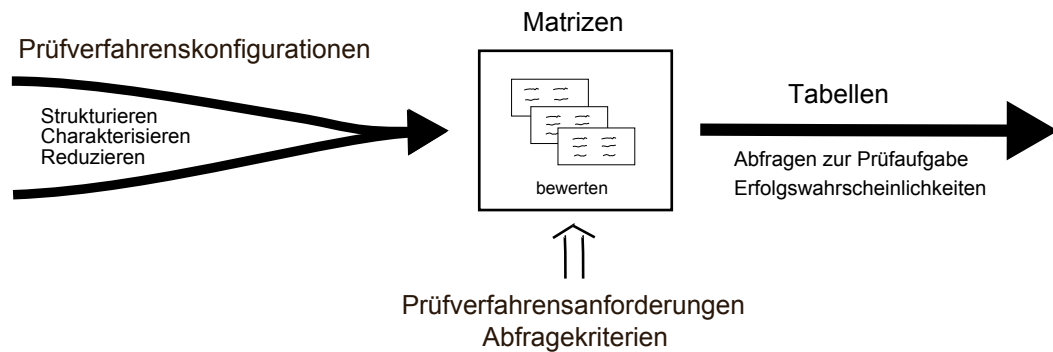 Matrizen
Prüfverfahrenskonfigurationen
Strukturieren
Charakterisieren
Reduzieren
bewerten
Tabellen
Abfragen zur Prüfaufgabe
Erfolgswahrscheinlichkeiten
Prüfverfahrensanforderungen
Abfragekriterien